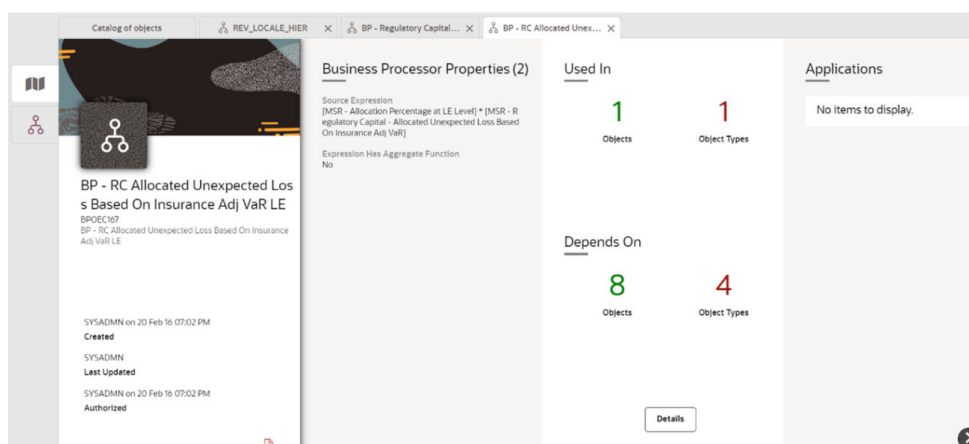 Catalog of objects
REV_LOCALE_HIER
BP - Regulatory Capital...
BP - RC Allocated Unex...
BP - RC Allocated Unexpected Los
s Based On Insurance Adj VaR LE
BPOEC167
BP - RC Allocated Unexpected Loss Based On Insurance
Adj VaR LE
SYSADMN on 20 Feb 16 07:02 PM
Created
SYSADMN
Last Updated
SYSADMN on 20 Feb 16 07:02 PM
Authorized
Business Processor Properties (2)
Source Expression
[MSR - Allocation Percentage at LE Level] * [MSR - R
egulatory Capital - Allocated Unexpected Loss Based
On Insurance Adj VaR]
Expression Has Aggregate Function
No
Used In
1 1
Objects Object Types
Depends On
8 4
Objects Object Types
Details
Applications
No items to display.